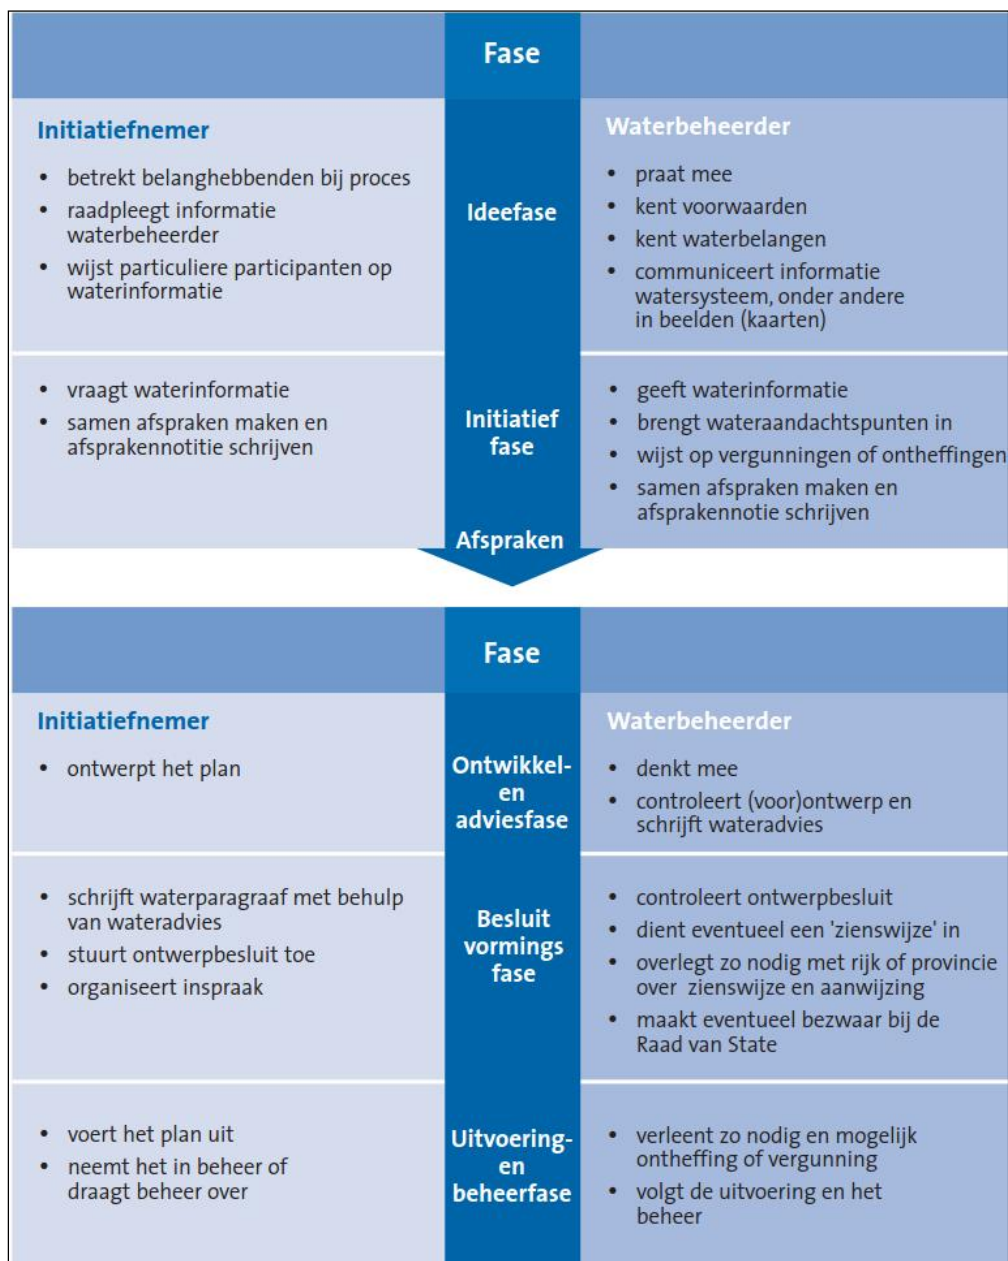 Fase
Initiatiefnemer
• betrekt belanghebbenden bij proces
• raadpleegt informatie
waterbeheerder
• wijst particuliere participanten op
waterinformatie
Ideefase
Waterbeheerder
• praat mee
• kent voorwaarden
• kent waterbelangen
• communiceert informatie
watersysteem, onder andere
in beelden (kaarten)
• vraagt waterinformatie
• samen afspraken maken en
afsprakennotitie schrijven
Initiatief
fase
• geeft waterinformatie
• brengt wateraandachtspunten in
• wijst op vergunningen of ontheffingen
• samen afspraken maken en
afsprakennotie schrijven
Afspraken
Fase
Initiatiefnemer
• ontwerpt het plan
Ontwikkel-
en
adviesfase
Waterbeheerder
• denkt mee
• controleert (voor)ontwerp en
schrijft wateradvies
• schrijft waterparagraaf met behulp
van wateradvies
• stuurt ontwerpbesluit toe
• organiseert inspraak
Besluit
vormings
fase
• controleert ontwerpbesluit
• dient eventueel een 'zienswijze' in
• overlegt zo nodig met rijk of provincie
over zienswijze en aanwijzing
• maakt eventueel bezwaar bij de
Raad van State
• voert het plan uit
• neemt het in beheer of
draagt beheer over
Uitvoering-
en
beheerfase
• verleent zo nodig en mogelijk
ontheffing of vergunning
• volgt de uitvoering en het
beheer